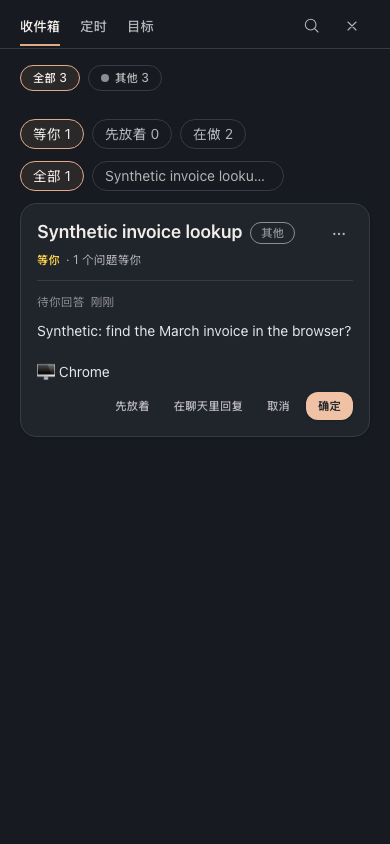 收件箱 定时 目标
全部 3 其他 3
等你 1 先放着 0 在做 2
全部 1 Synthetic invoice looku...
Synthetic invoice lookup 其他 ...
等你 · 1 个问题等你
待你回答 刚刚
Synthetic: find the March invoice in the browser?
Chrome
先放着 在聊天里回复 取消 确定